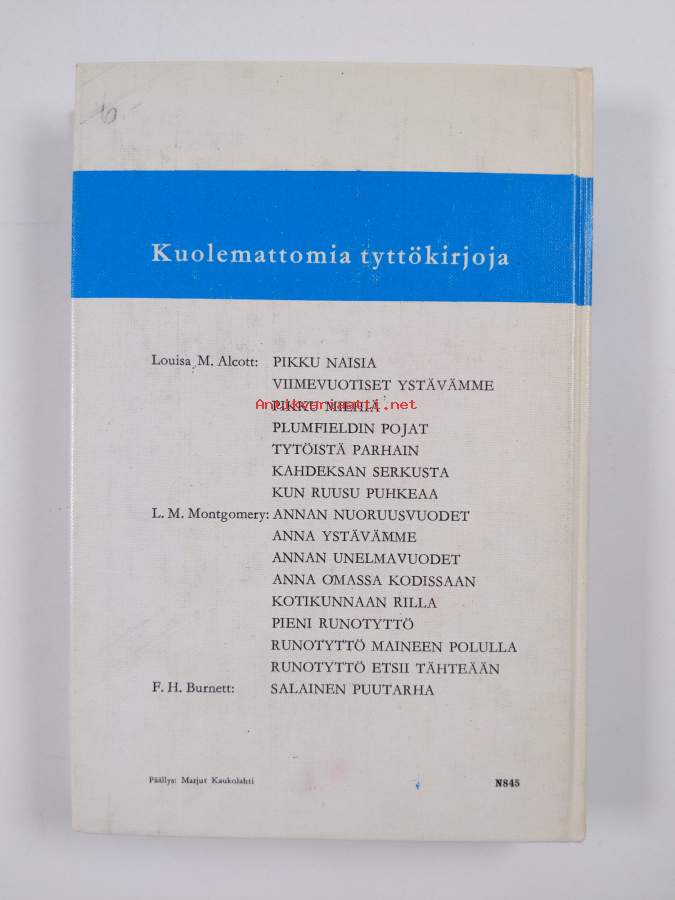 Kuolemattomia tyttökirjoja
Louisa M. Alcott: PIKKU NAISIA
VIIMEVUOTISET YSTÄVÄMME
PIKKU MIEHIÄ
Antikvariaatti.net
PLUMFIELDIN POJAT
TYTÖISTÄ PARHAIN
KAHDEKSAN SERKUSTA
KUN RUUSU PUHKEAA
L. M. Montgomery: ANNAN NUORUUSVUODET
ANNA YSTÄVÄMME
ANNAN UNELMAVUODET
ANNA OMASSA KODISSAAN
KOTIKUNNAAN RILLA
PIENI RUNOTYTTÖ
RUNOTYTTÖ MAINEEN POLULLA
RUNOTYTTÖ ETSII TÄHTEÄÄN
F. H. Burnett: SALAINEN PUUTARHA
Päällys: Marjut Kaukolahti N845